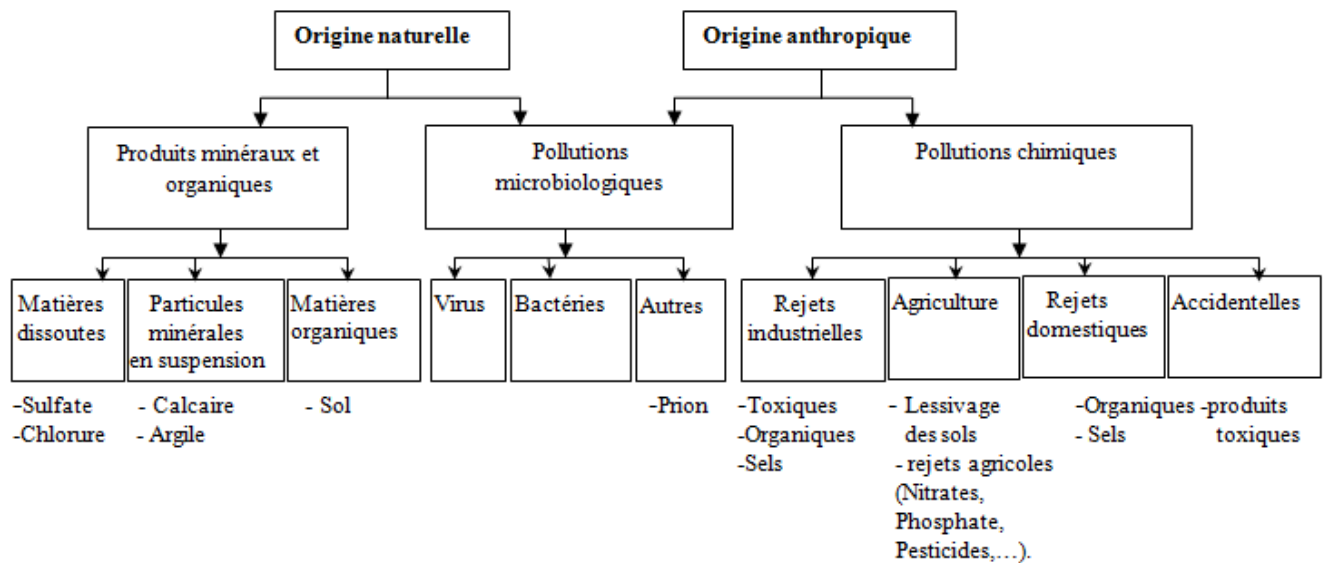 Origine naturelle
Origine anthropique
Produits minéraux et
organiques
Pollutions
microbiologiques
Pollutions chimiques
Matières
dissoutes
Particules
minérales
en suspension
Matières
organiques
Virus
Bactéries
Autres
Rejets
industrielles
Agriculture
Rejets
domestiques
Accidentelles
-Sulfate
-Chlorure
- Calcaire
- Argile
- Sol
-Prion
-Toxiques
-Organiques
-Sels
- Lessivage
des sols
- rejets agricoles
(Nitrates,
Phosphate,
Pesticides,…).
-Organiques
- Sels
-produits
toxiques